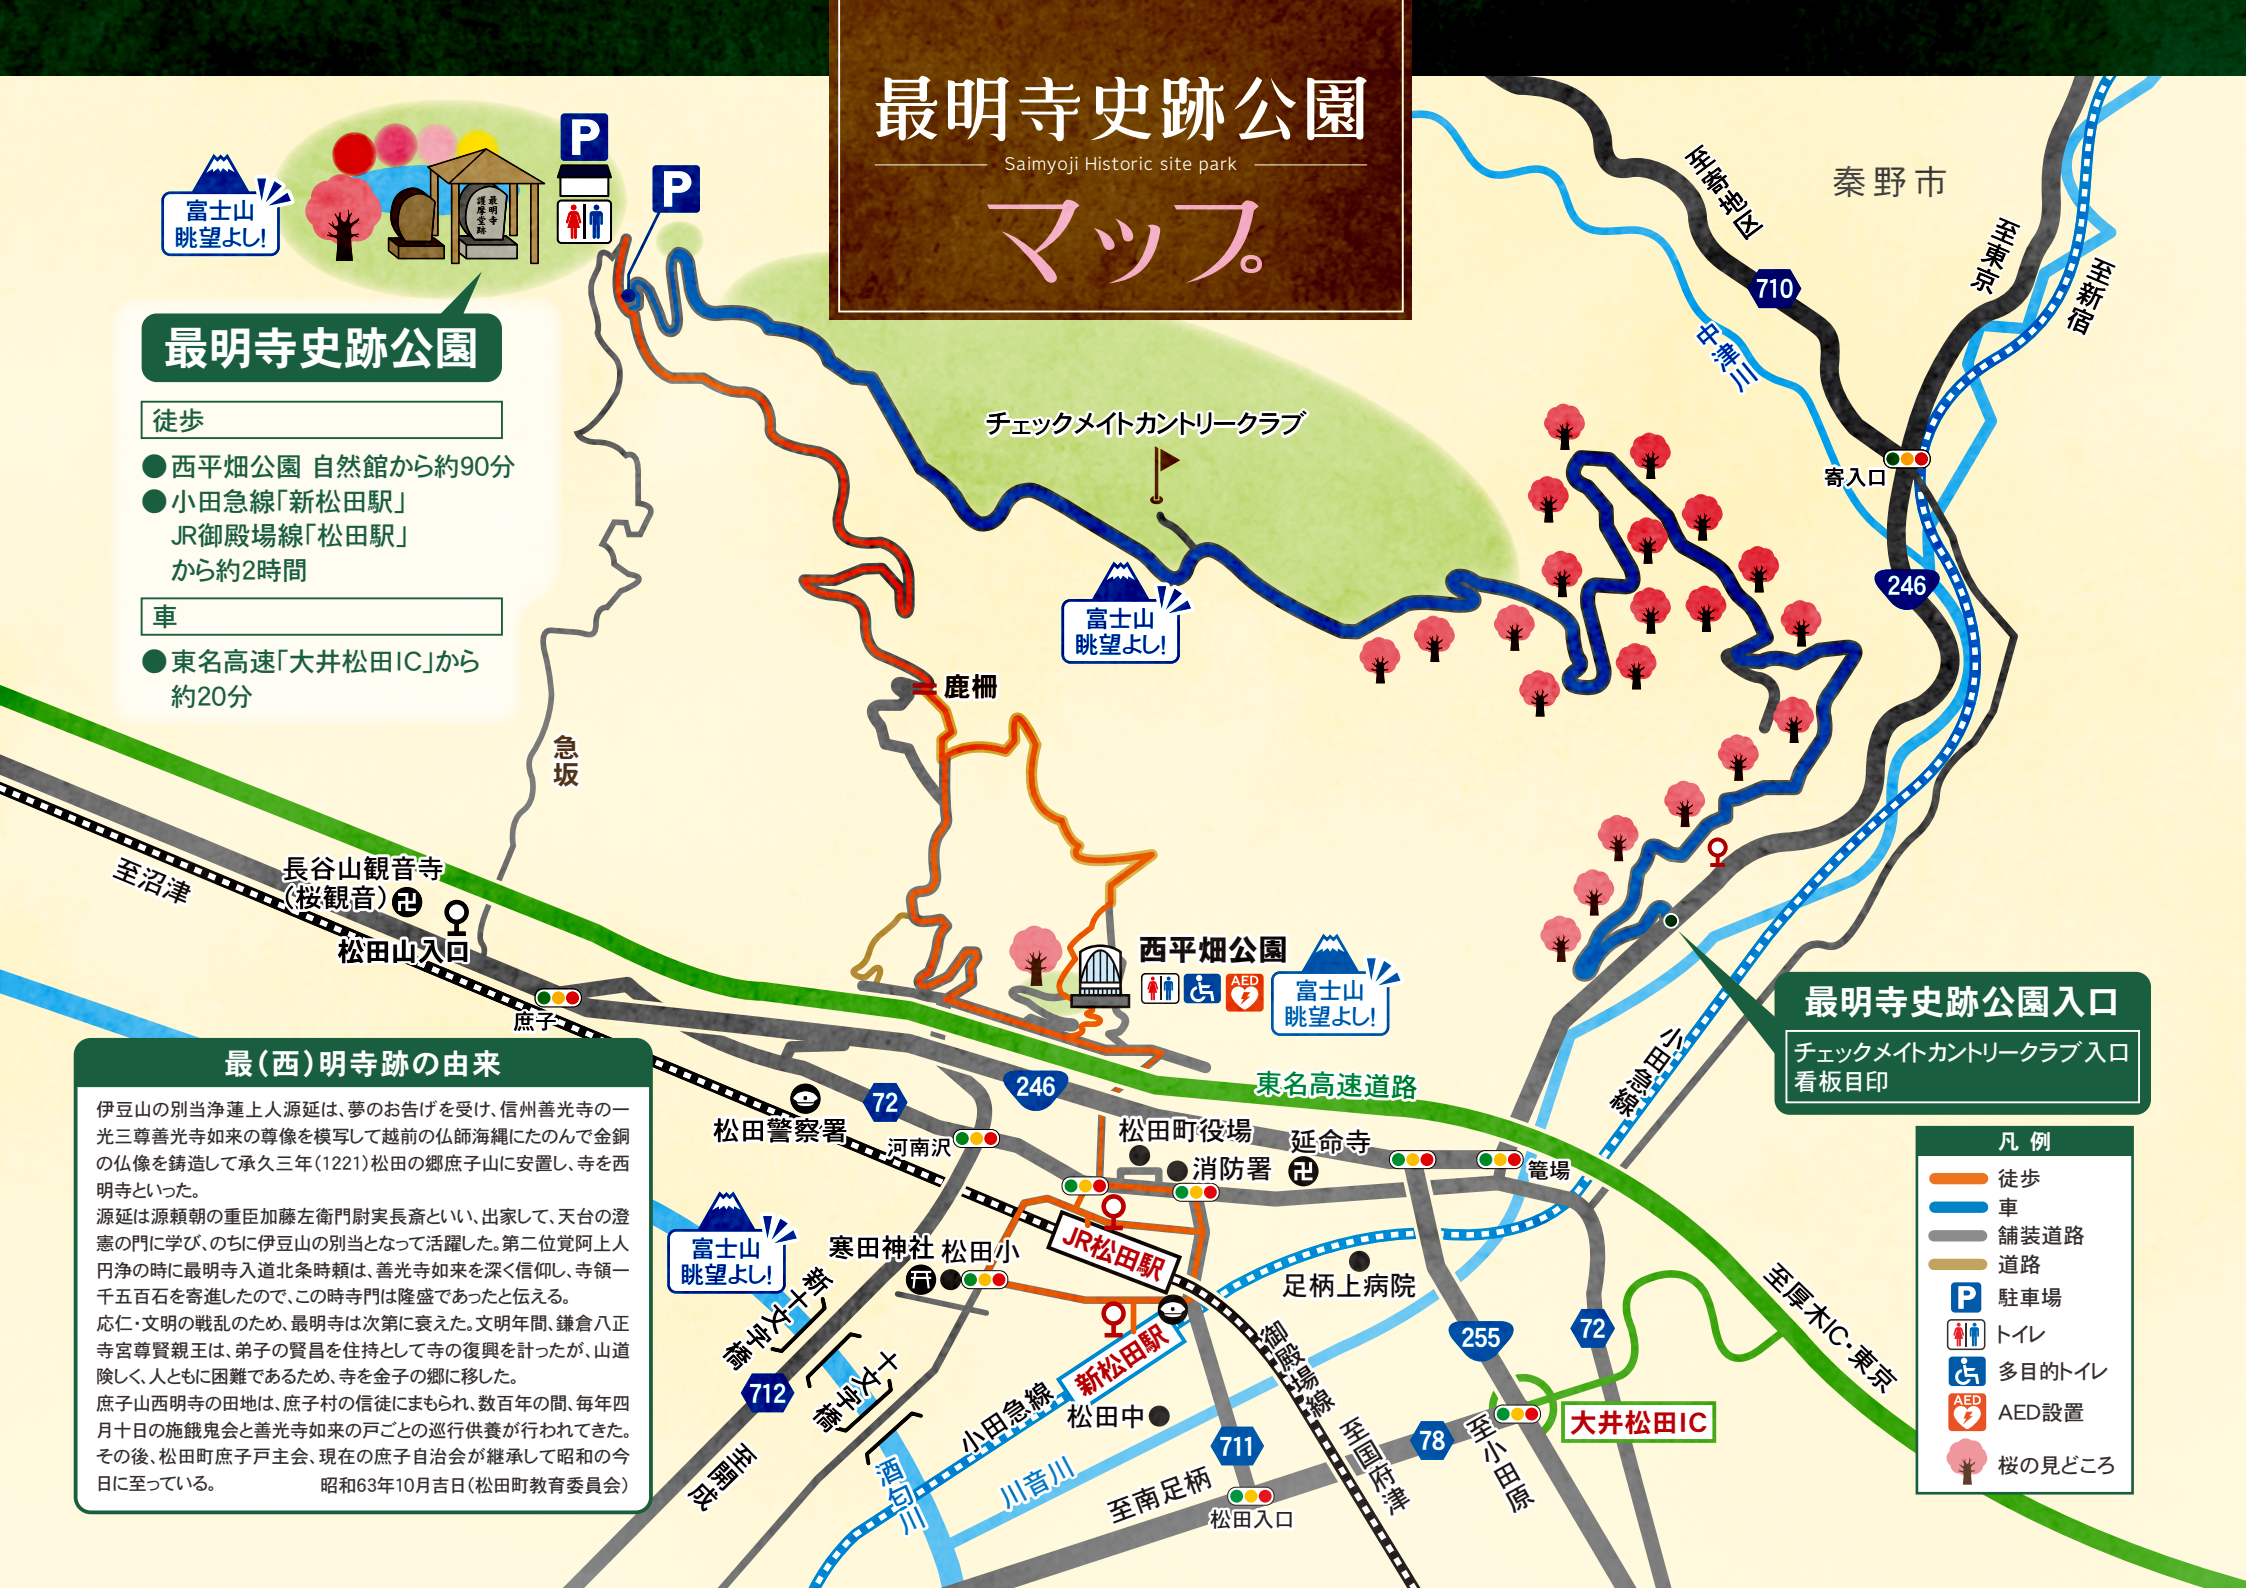 最明寺史跡公園
Saimyoji Historic site park
マップ
富士山
眺望よし!
最明寺
護摩堂跡
P
P
最明寺史跡公園
徒歩
●西平畑公園 自然館から約90分
●小田急線「新松田駅」
JR御殿場線「松田駅」
から約2時間
車
●東名高速「大井松田IC」から
約20分
至寄地区
秦野市
至東京
至新宿
710
中津川
寄入口
246
チェックメイトカントリークラブ
富士山
眺望よし!
鹿柵
急坂
至沼津
長谷山観音寺
(桜観音)卍
松田山入口
庶子
西平畑公園
AED
富士山
眺望よし!
最明寺史跡公園入口
チェックメイトカントリークラブ入口
看板目印
小田急線
東名高速道路
246
72
松田警察署
河南沢
松田町役場
消防署
延命寺
卍
篭場
富士山
眺望よし!
寒田神社
松田小
JR松田駅
新松田駅
足柄上病院
新十文字橋
十文字橋
712
至開成
小田急線
松田中
酒匂川
川音川
御殿場線
711
至南足柄
松田入口
至国府津
78
至小田原
255
72
大井松田IC
至厚木IC・東京
最(西)明寺跡の由来
伊豆山の別当浄蓮上人源延は、夢のお告げを受け、信州善光寺の一
光三尊善光寺如来の尊像を模写して越前の仏師海縄にたのんで金銅
の仏像を鋳造して承久三年(1221)松田の郷庶子山に安置し、寺を西
明寺といった。
源延は源頼朝の重臣加藤左衛門尉実長斎といい、出家して、天台の澄
憲の門に学び、のちに伊豆山の別当となって活躍した。第二位覚阿上人
円浄の時に最明寺入道北条時頼は、善光寺如来を深く信仰し、寺領一
千五百石を寄進したので、この時寺門は隆盛であったと伝える。
応仁・文明の戦乱のため、最明寺は次第に衰えた。文明年間、鎌倉八正
寺宮尊賢親王は、弟子の賢昌を住持として寺の復興を計ったが、山道
険しく、人ともに困難であるため、寺を金子の郷に移した。
庶子山西明寺の田地は、庶子村の信徒にまもられ、数百年の間、毎年四
月十日の施餓鬼会と善光寺如来の戸ごとの巡行供養が行われてきた。
その後、松田町庶子戸主会、現在の庶子自治会が継承して昭和の今
日に至っている。 昭和63年10月吉日(松田町教育委員会)
凡例
徒歩
車
舗装道路
道路
P 駐車場
トイレ
多目的トイレ
AED AED設置
桜の見どころ